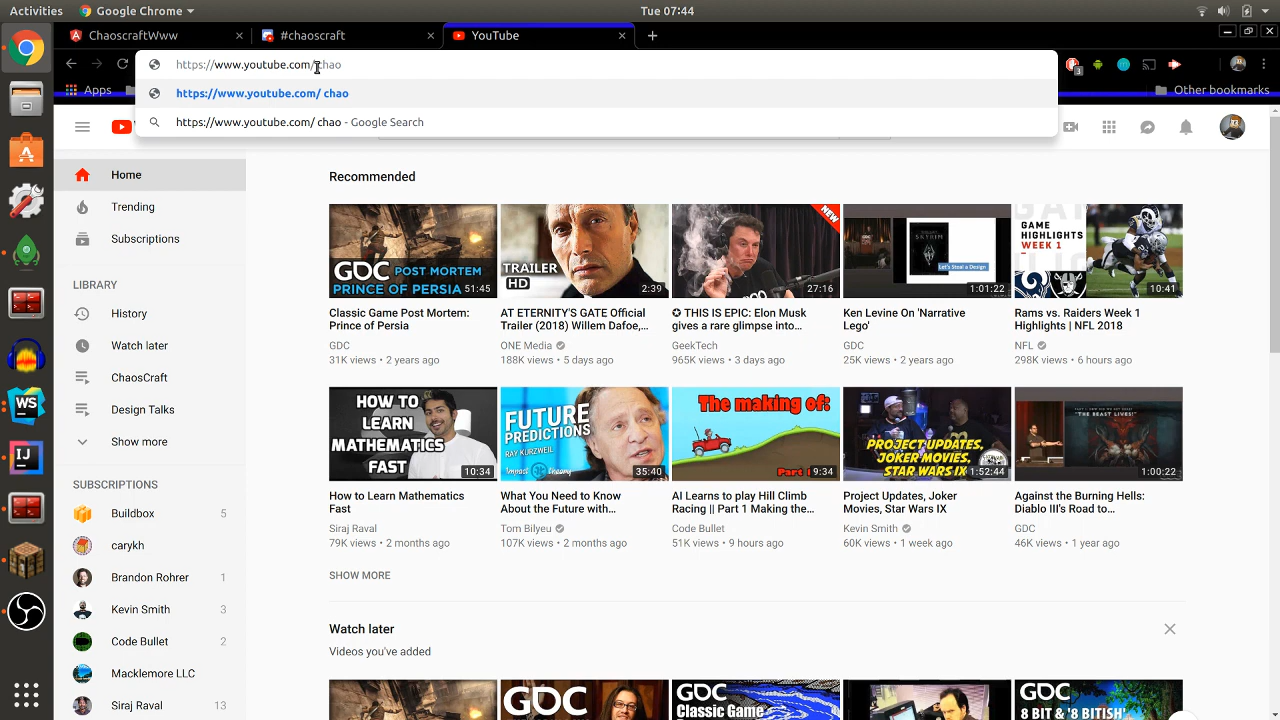 Activities
Google Chrome
Tue 07:44
ChaoscraftWww
#chaoscraft
YouTube
https://www.youtube.com/ chao
https://www.youtube.com/ chao
https://www.youtube.com/ chao - Google Search
Apps
Other bookmarks
Home
Trending
Subscriptions
LIBRARY
History
Watch later
ChaosCraft
Design Talks
Show more
SUBSCRIPTIONS
Buildbox 5
carykh
Brandon Rohrer 1
Kevin Smith 3
Code Bullet 2
Macklemore LLC
Siraj Raval 13
Recommended
GDC POST MORTEM
PRINCE OF PERSIA
51:45
Classic Game Post Mortem:
Prince of Persia
GDC
31K views • 2 years ago
TRAILER
HD
2:39
AT ETERNITY'S GATE Official
Trailer (2018) Willem Dafoe,...
ONE Media
188K views • 5 days ago
NEW
27:16
✪ THIS IS EPIC: Elon Musk
gives a rare glimpse into...
GeekTech
965K views • 3 days ago
SKYRIM
Let's Steal a Design
1:01:22
Ken Levine On 'Narrative
Lego'
GDC
25K views • 2 years ago
GAME
HIGHLIGHTS
WEEK 1
10:41
Rams vs. Raiders Week 1
Highlights | NFL 2018
NFL
298K views • 6 hours ago
HOW TO
LEARN
MATHEMATICS
FAST
10:34
How to Learn Mathematics
Fast
Siraj Raval
79K views • 2 months ago
FUTURE
PREDICTIONS
RAY KURZWEIL
Impact Theory
35:40
What You Need to Know
About the Future with...
Tom Bilyeu
107K views • 2 months ago
The making of:
Part 1
9:34
AI Learns to play Hill Climb
Racing || Part 1 Making the...
Code Bullet
51K views • 9 hours ago
PROJECT UPDATES,
JOKER MOVIES,
STAR WARS IX
1:52:44
Project Updates, Joker
Movies, Star Wars IX
Kevin Smith
60K views • 1 week ago
THE BEAST LIVES!
1:00:22
Against the Burning Hells:
Diablo III's Road to...
GDC
46K views • 1 year ago
SHOW MORE
Watch later
Videos you've added
GDC
GDC
Classic Game
GDC
8 BIT & '8 BITISH'